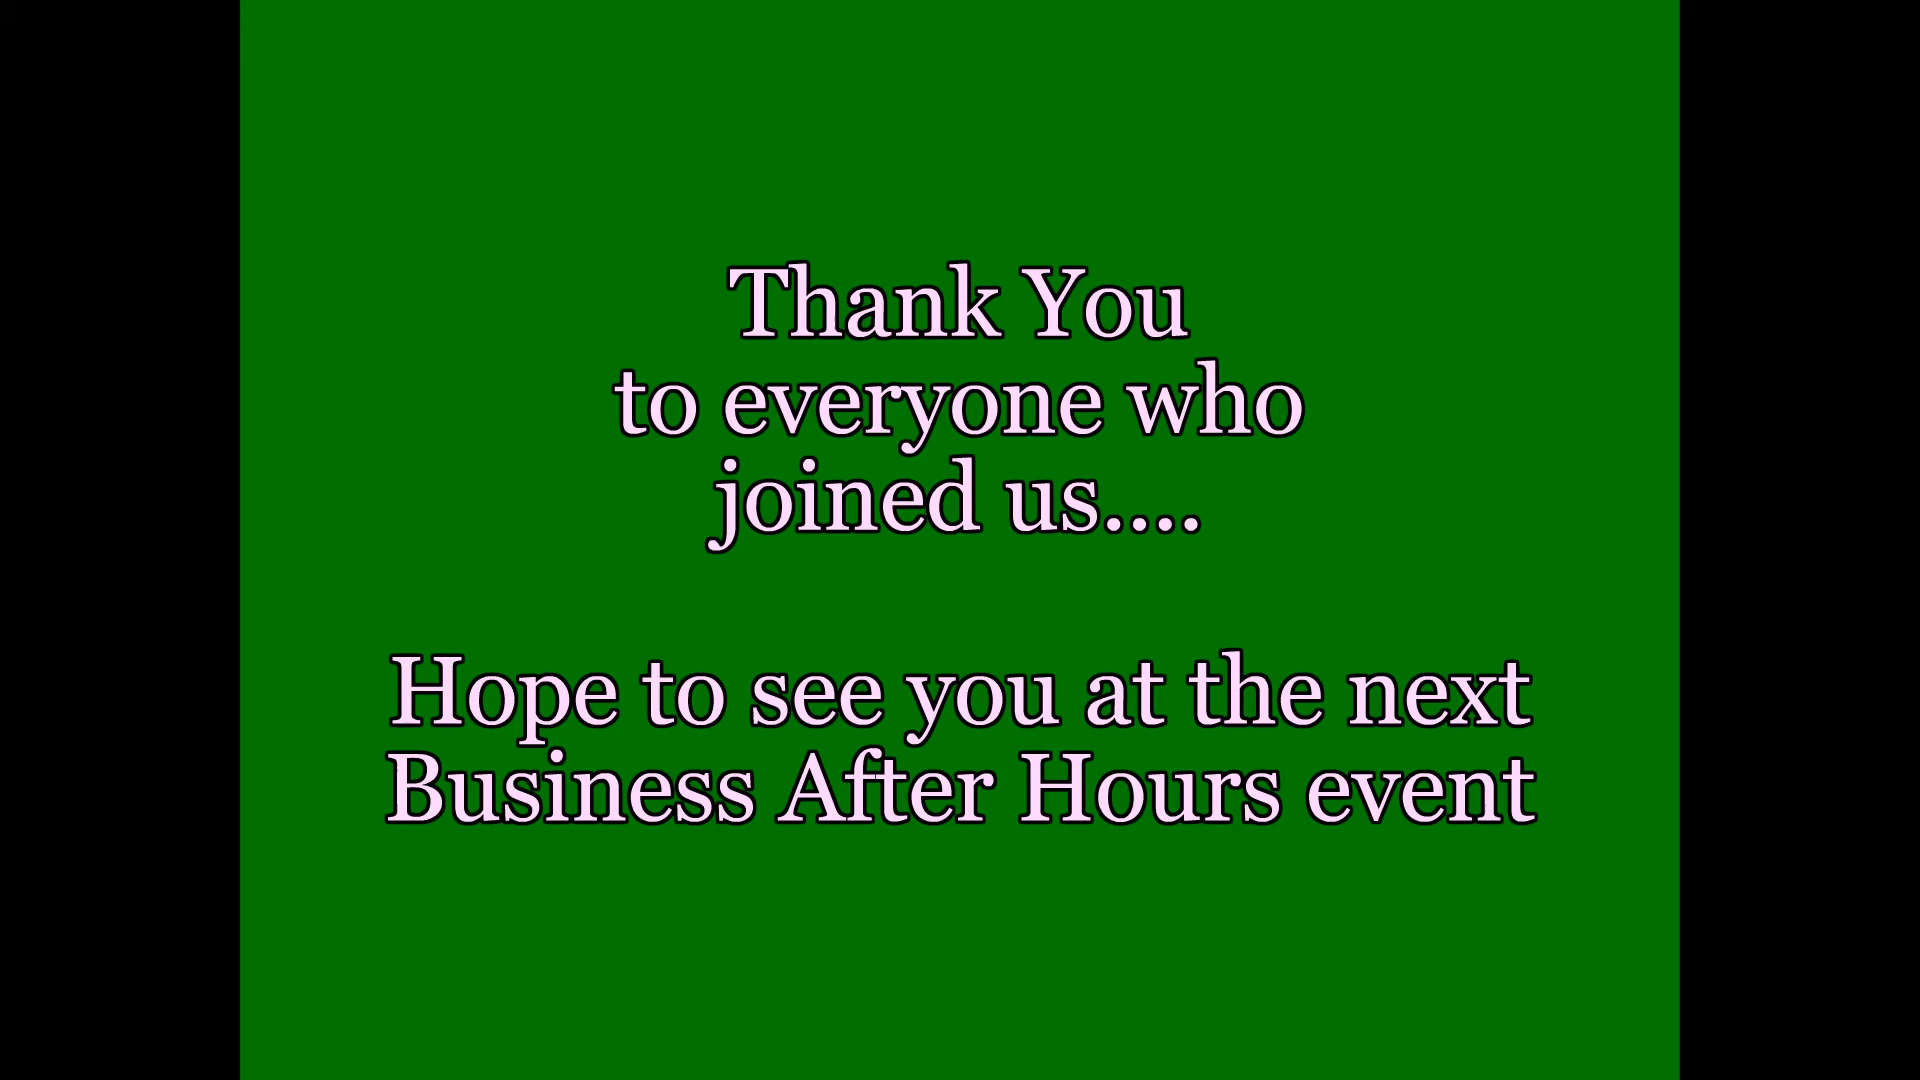 Thank You
to everyone who
joined us....
Hope to see you at the next
Business After Hours event